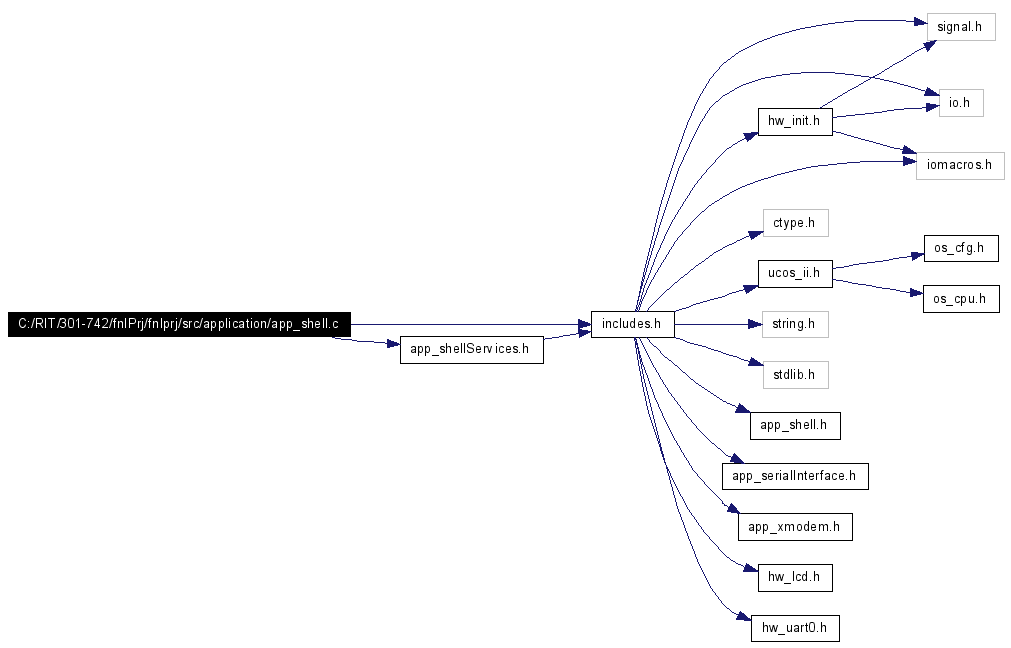 signal.h
io.h
hw_init.h
iomacros.h
ctype.h
os_cfg.h
ucos_ii.h
os_cpu.h
C:/RIT/301-742/fnlPrj/fnlprj/src/application/app_shell.c
includes.h
string.h
app_shellServices.h
stdlib.h
app_shell.h
app_serialInterface.h
app_xmodem.h
hw_lcd.h
hw_uart0.h